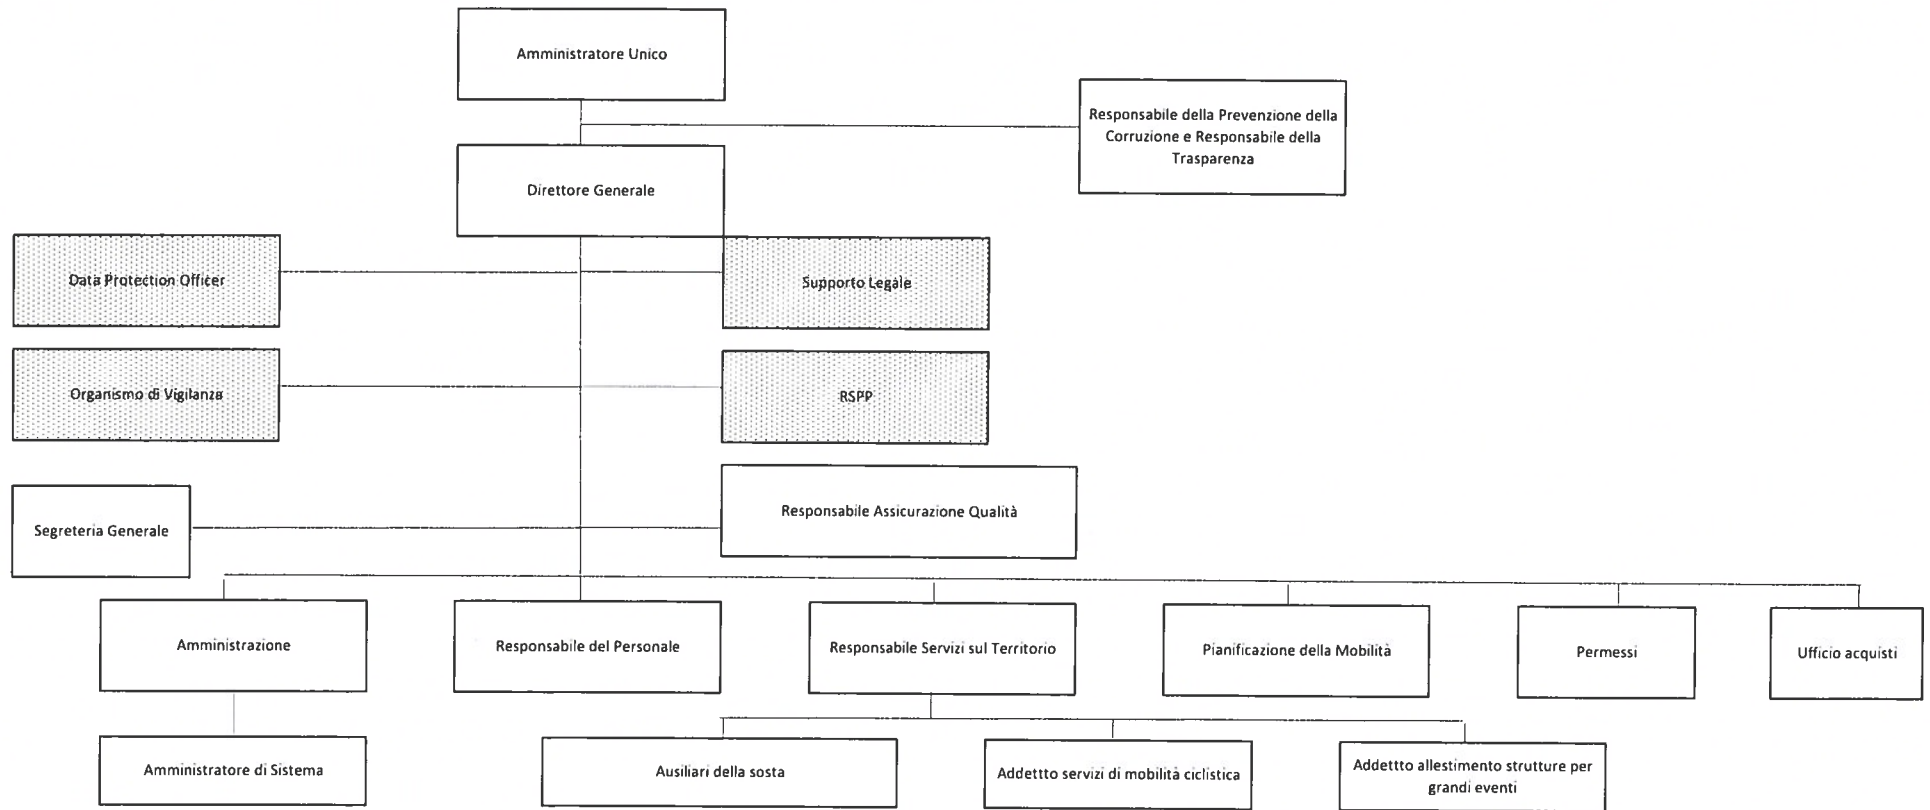 Amministratore Unico
Responsabile della Prevenzione della
Corruzione e Responsabile della
Trasparenza
Direttore Generale
Data Protection Officer
Supporto Legale
Organismo di Vigilanza
RSPP
Responsabile Assicurazione Qualità
Segreteria Generale
Amministrazione
Responsabile del Personale
Responsabile Servizi sul Territorio
Pianificazione della Mobilità
Permessi
Ufficio acquisti
Amministratore di Sistema
Ausiliari della sosta
Addettto servizi di mobilità ciclistica
Addettto allestimento strutture per
grandi eventi